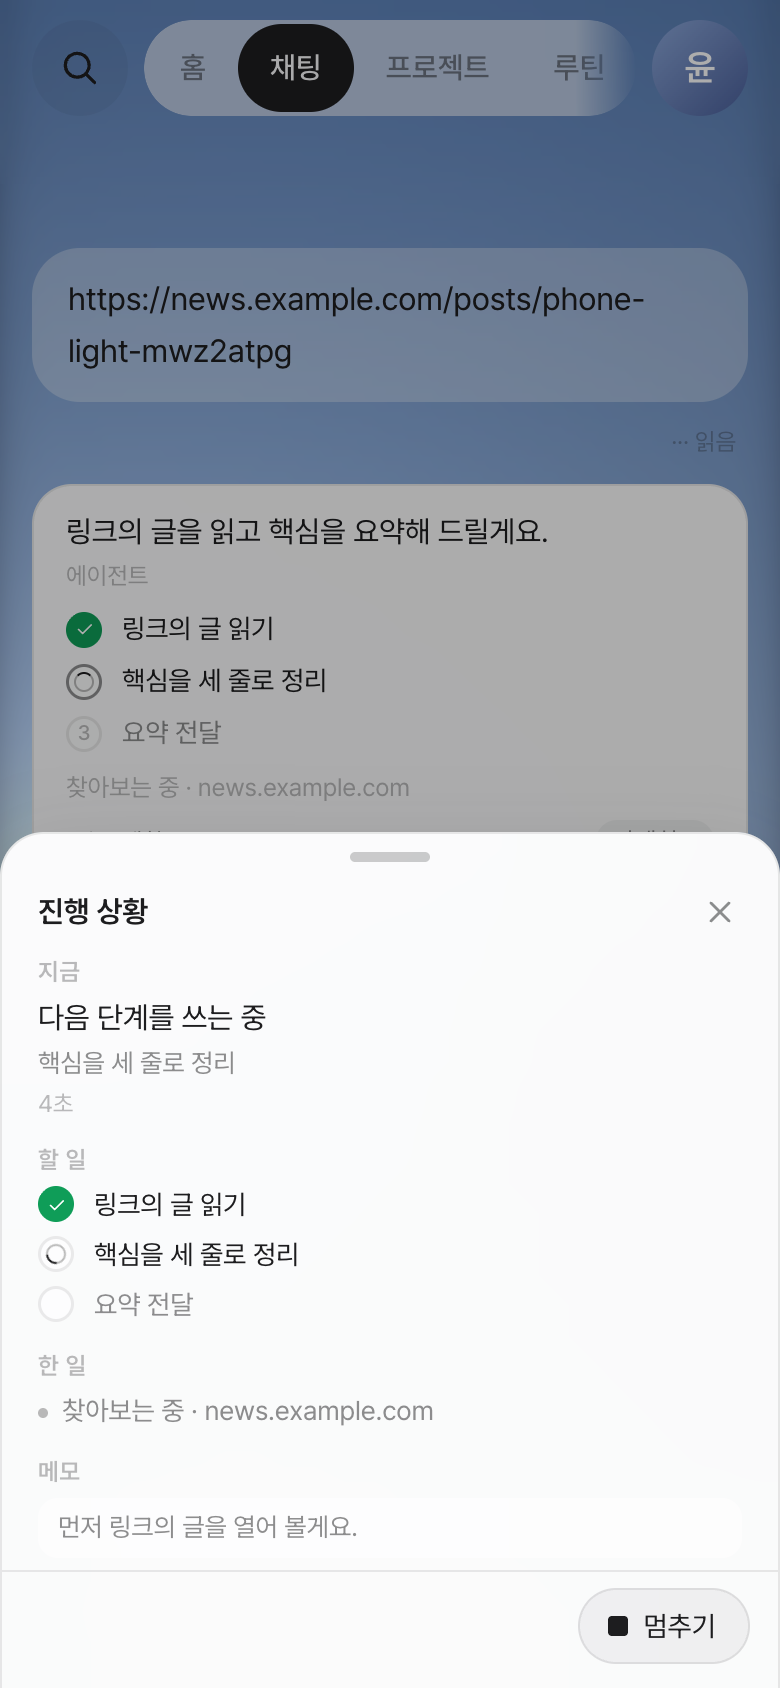 홈
채팅
프로젝트
루틴
윤
https://news.example.com/posts/phone-
light-mwz2atpg
··· 읽음
링크의 글을 읽고 핵심을 요약해 드릴게요.
에이전트
링크의 글 읽기
핵심을 세 줄로 정리
3 요약 전달
찾아보는 중 · news.example.com
진행 상황
지금
다음 단계를 쓰는 중
핵심을 세 줄로 정리
4초
할 일
링크의 글 읽기
핵심을 세 줄로 정리
요약 전달
한 일
찾아보는 중 · news.example.com
메모
먼저 링크의 글을 열어 볼게요.
멈추기